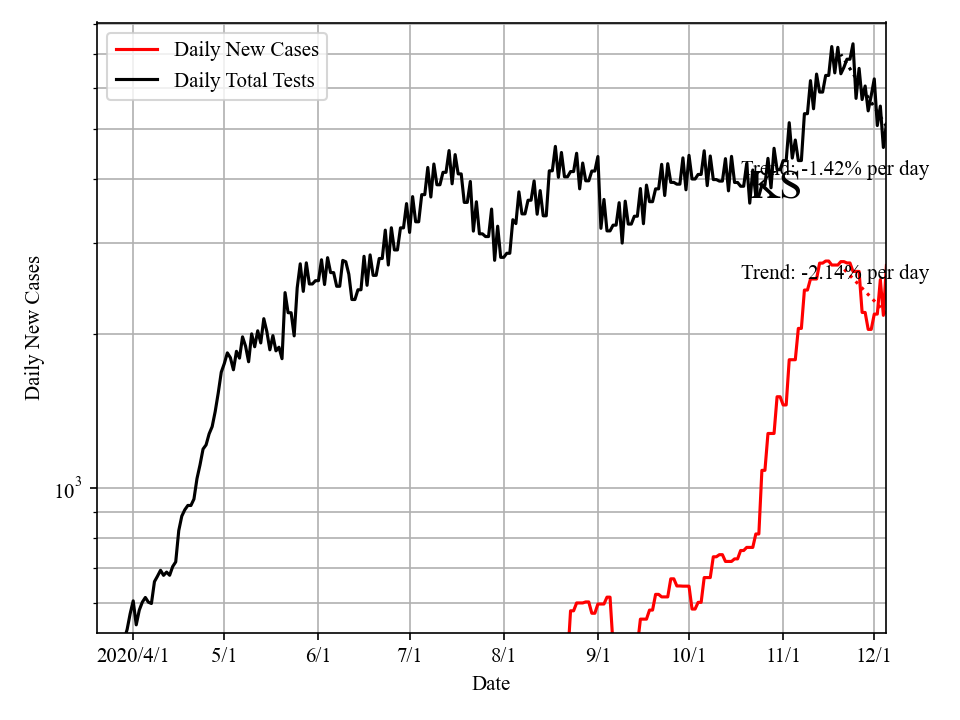 Daily New Cases
Daily Total Tests
Trend: -1.42% per day
KS
Trend: -2.14% per day
Daily New Cases
10^3
2020/4/1 5/1 6/1 7/1 8/1 9/1 10/1 11/1 12/1
Date